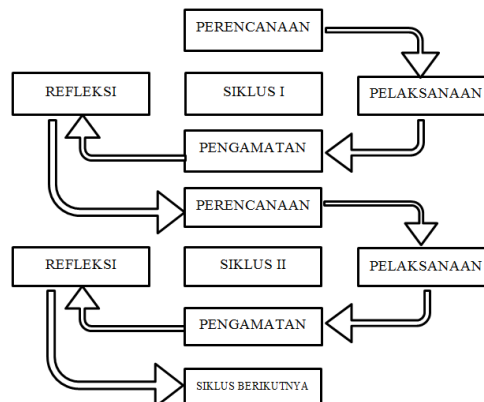 PERENCANAAN
REFLEKSI
SIKLUS I
PELAKSANAAN
PENGAMATAN
PERENCANAAN
REFLEKSI
SIKLUS II
PELAKSANAAN
PENGAMATAN
SIKLUS BERIKUTNYA